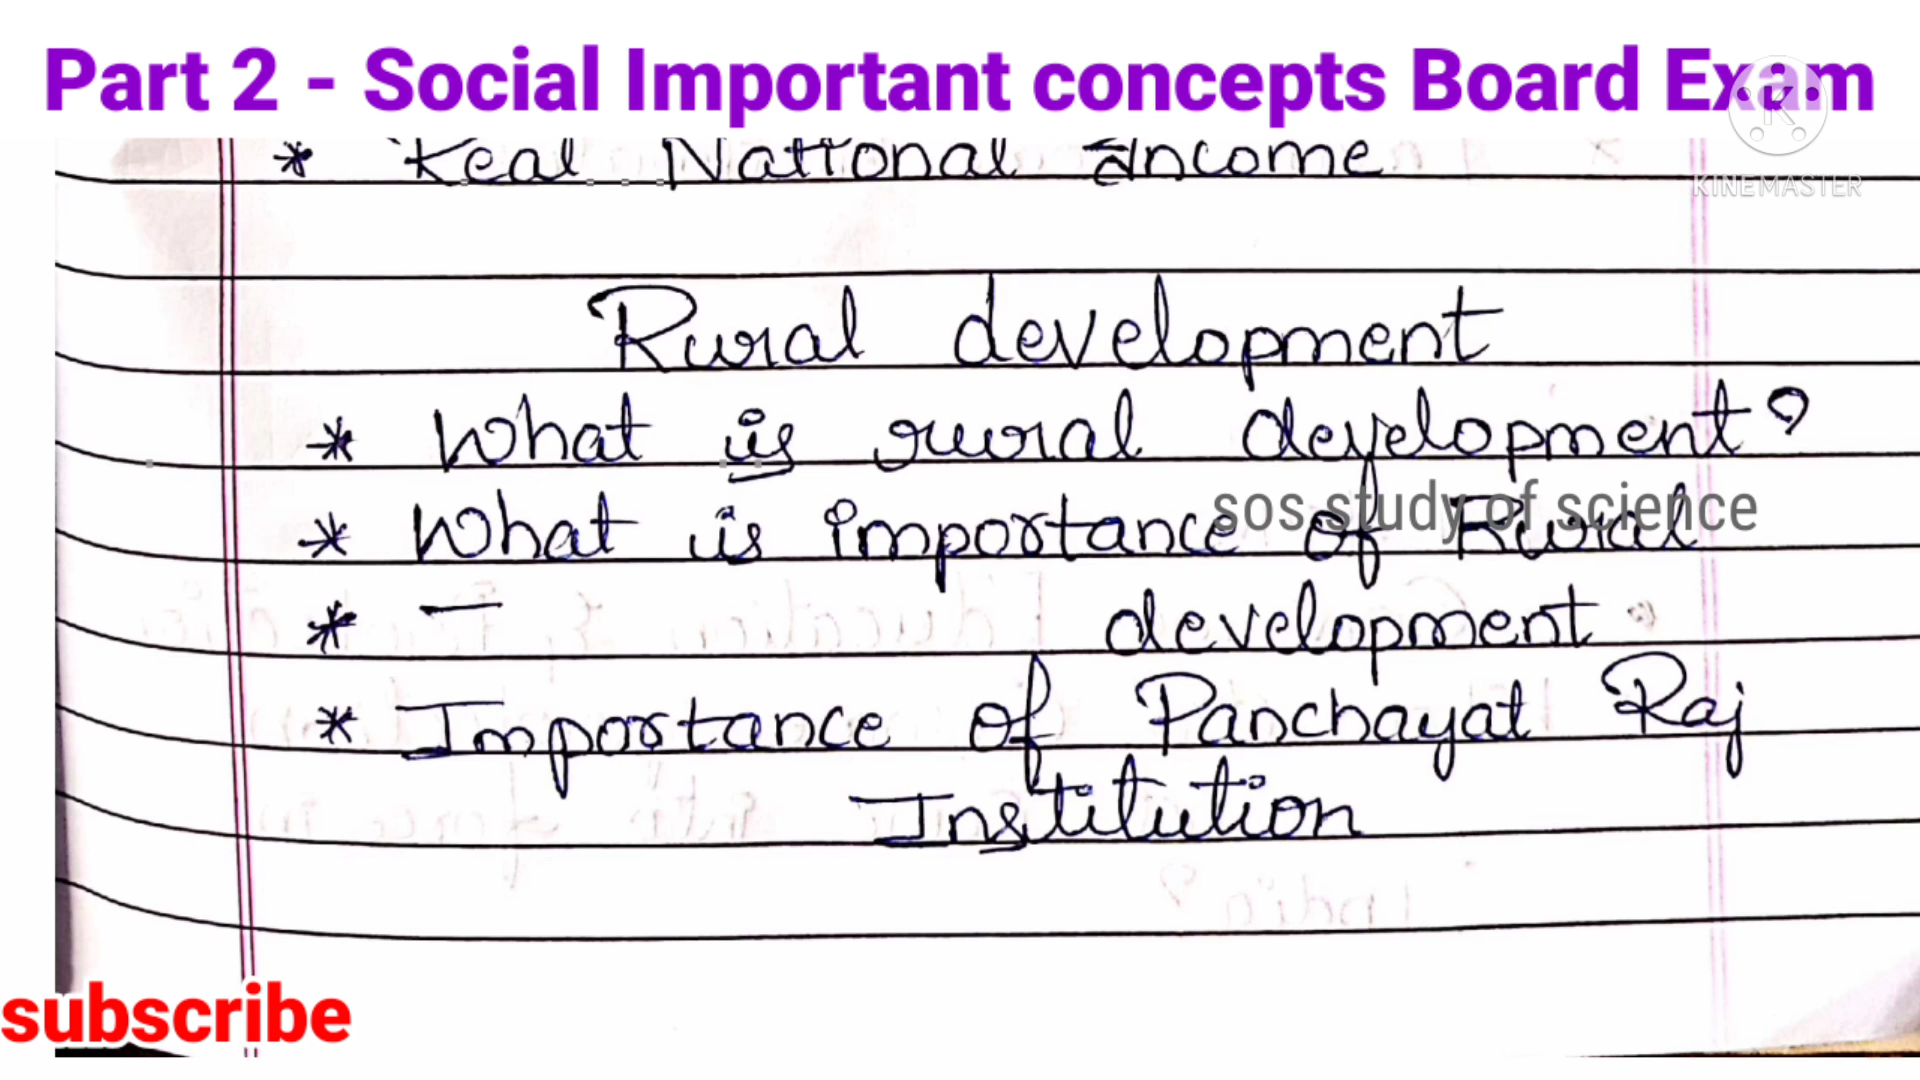 Part 2 - Social Important concepts Board Exam
K
KINEMASTER
* Real National Income
Rural development
* What is rural development?
sos study of science
* What is importance of Rural
* — development
* Importance of Panchayat Raj
Institution
subscribe